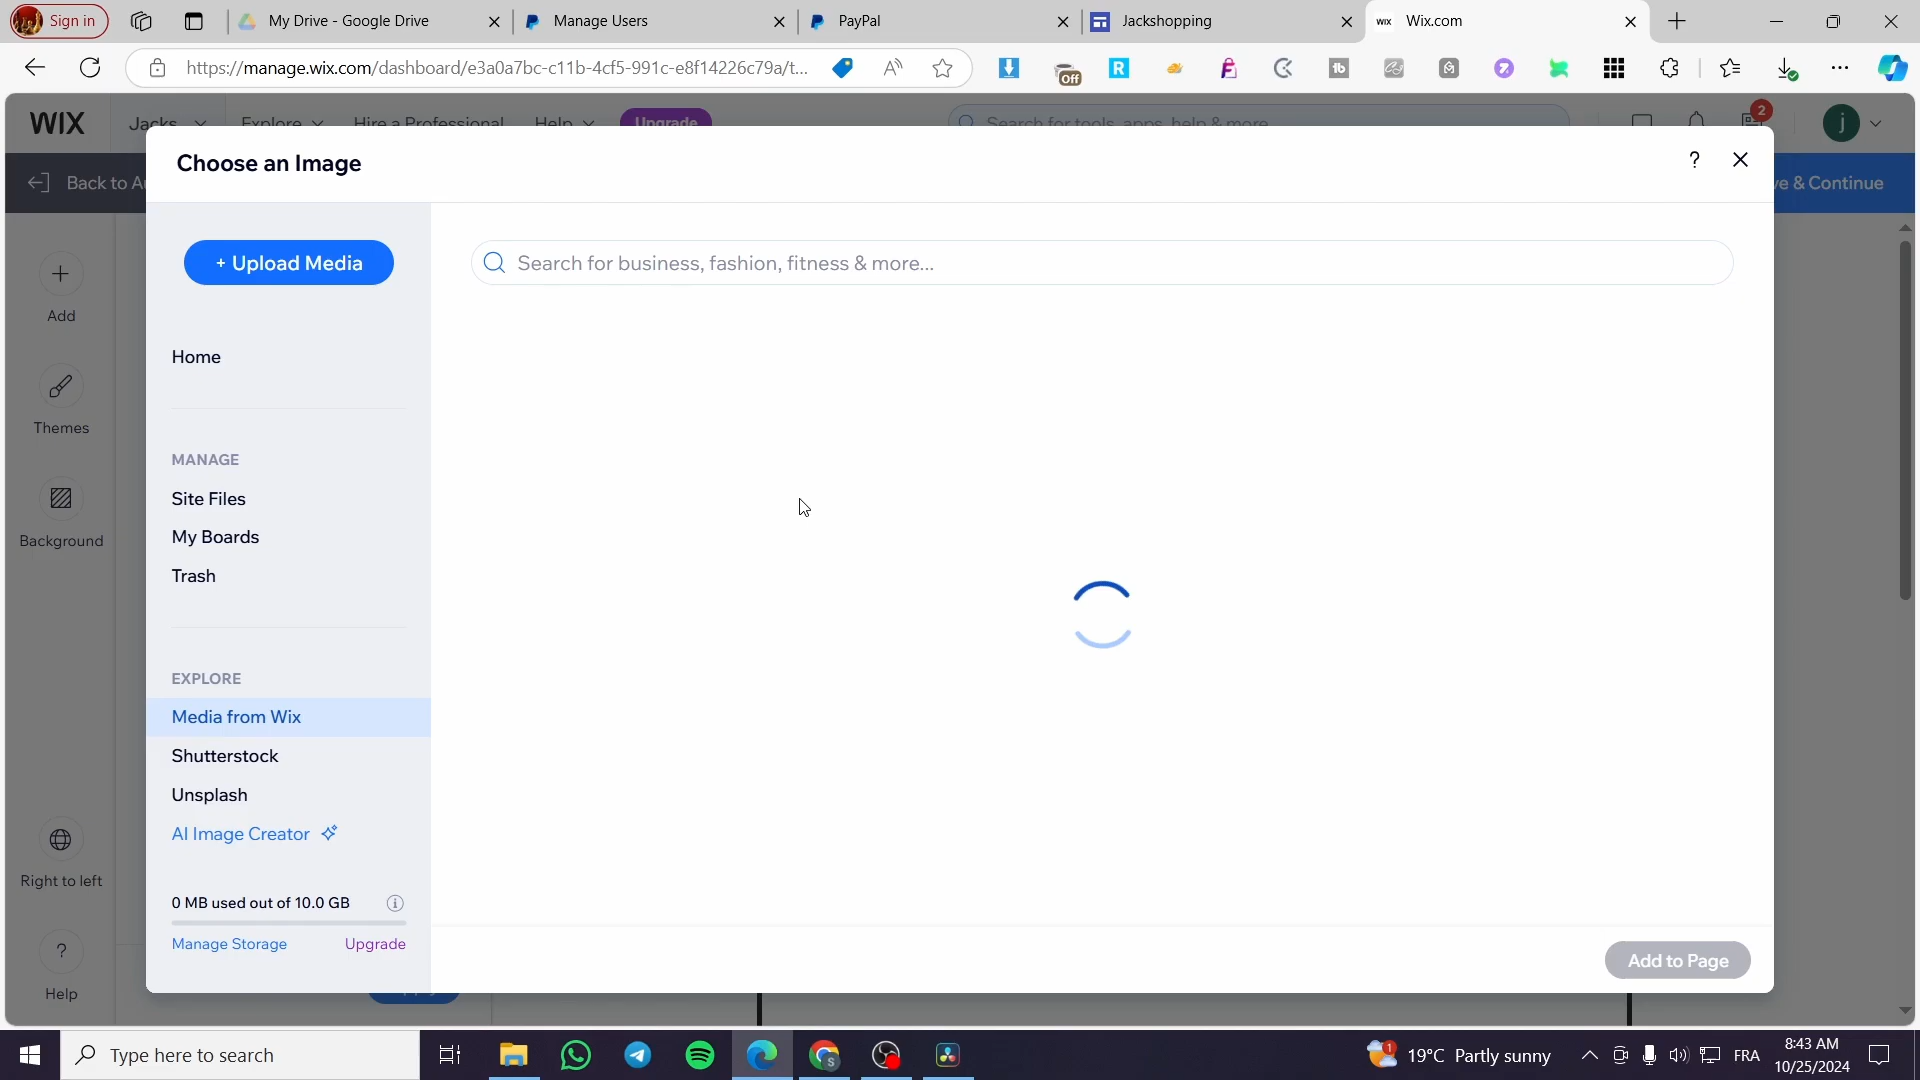 Sign in
My Drive - Google Drive
Manage Users
PayPal
Jackshopping
WIX
Wix.com
https://manage.wix.com/dashboard/e3a0a7bc-c11b-4cf5-991c-e8f14226c79a/t...
Off
WIX
Jacks
Explore
Hire a Professional
Help
Upgrade
Search for tools, apps, help & more...
2
j
Back to Au
ve & Continue
Choose an Image
?
+ Upload Media
Search for business, fashion, fitness & more...
Add
Home
Themes
MANAGE
Site Files
My Boards
Background
Trash
EXPLORE
Media from Wix
Shutterstock
Unsplash
AI Image Creator
Right to left
0 MB used out of 10.0 GB
Manage Storage
Upgrade
Add to Page
?
Help
Type here to search
1
19°C Partly sunny
FRA
8:43 AM
10/25/2024